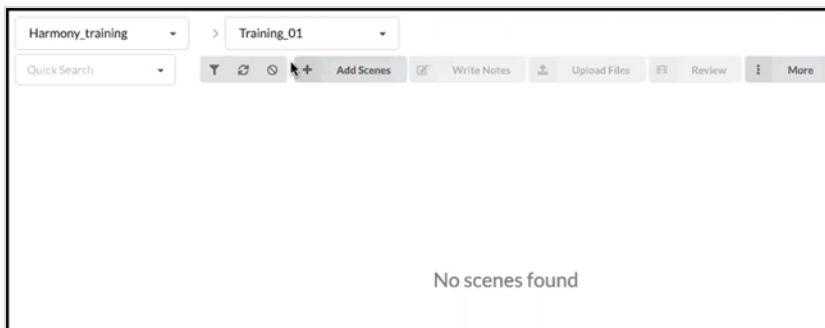 Harmony_training > Training_01
Quick Search Add Scenes Write Notes Upload Files Review More
No scenes found